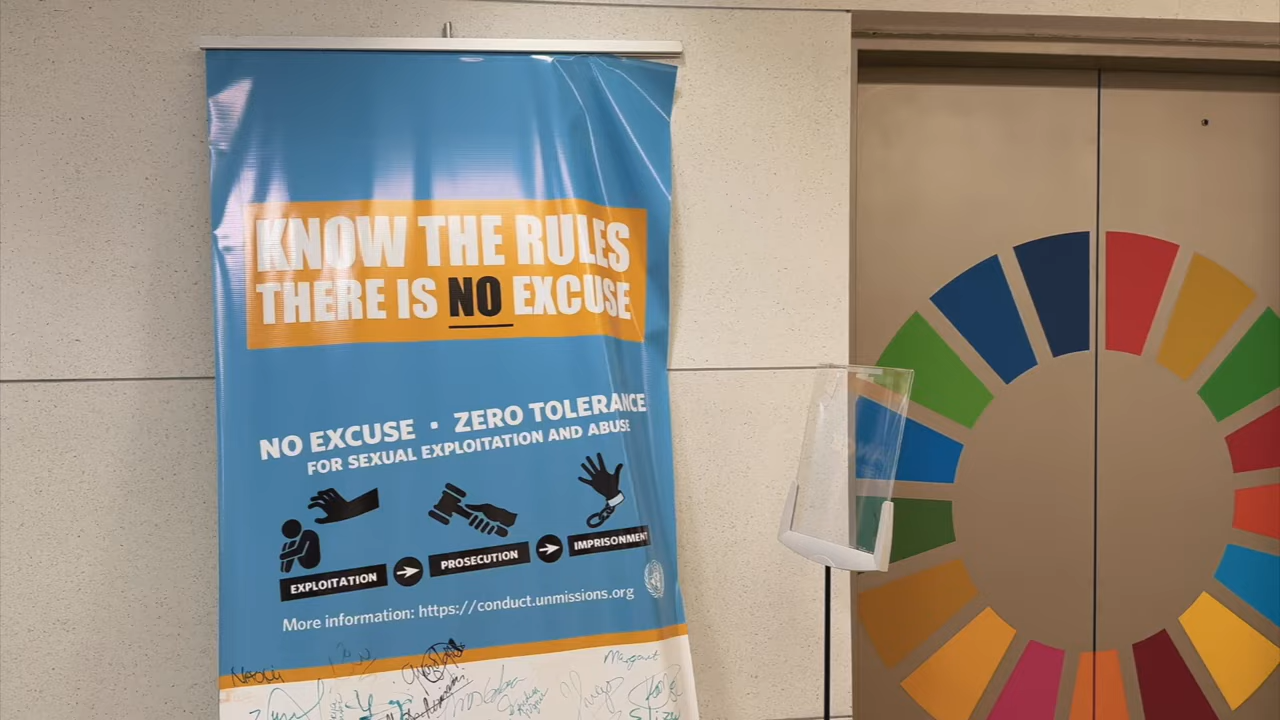 KNOW THE RULES
THERE IS NO EXCUSE
NO EXCUSE · ZERO TOLERANCE
FOR SEXUAL EXPLOITATION AND ABUSE
EXPLOITATION
PROSECUTION
IMPRISONMENT
More information: https://conduct.unmissions.org
Margaret